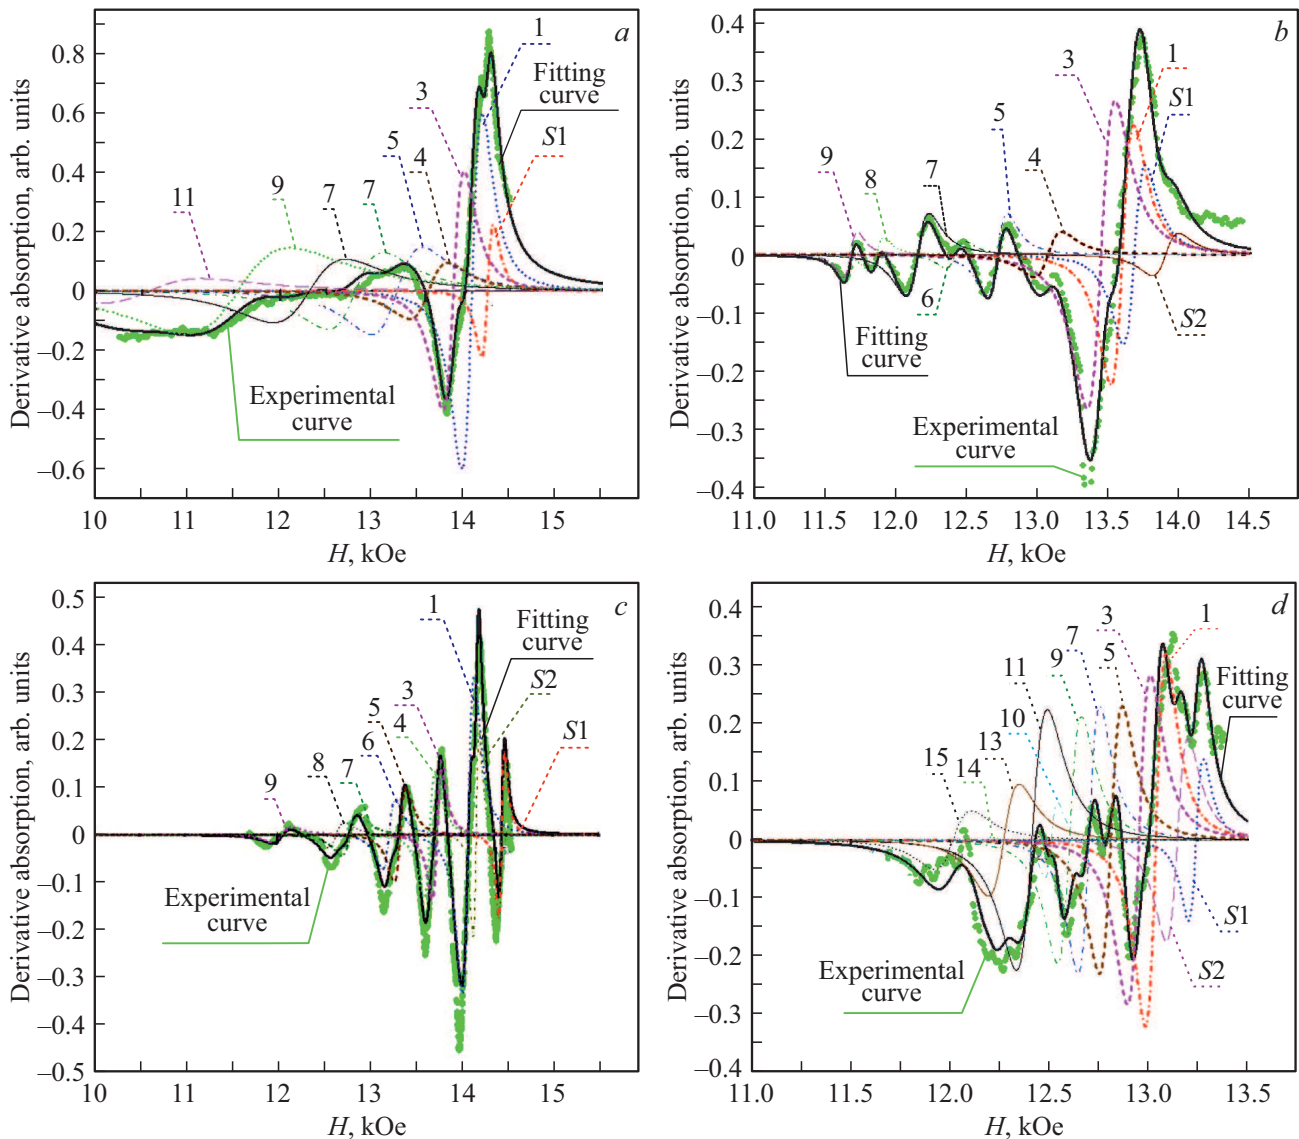 a
Derivative absorption, arb. units
0.8
0.6
0.4
0.2
0
–0.2
–0.4
–0.6
10
11
12
13
14
15
H, kOe
11
9
7
7
5
4
3
1
Fitting
curve
S1
Experimental
curve
b
Derivative absorption, arb. units
0.4
0.3
0.2
0.1
0
–0.1
–0.2
–0.3
–0.4
11.0
11.5
12.0
12.5
13.0
13.5
14.0
14.5
H, kOe
9
8
7
6
5
4
3
1
S1
S2
Fitting
curve
Experimental
curve
c
Derivative absorption, arb. units
0.5
0.4
0.3
0.2
0.1
0
–0.1
–0.2
–0.3
–0.4
–0.5
10
11
12
13
14
15
H, kOe
9
8
7
6
5
4
3
1
Fitting
curve
S2
S1
Experimental
curve
d
Derivative absorption, arb. units
0.4
0.3
0.2
0.1
0
–0.1
–0.2
–0.3
–0.4
11.0
11.5
12.0
12.5
13.0
13.5
H, kOe
15
14
13
10
11
9
7
5
3
1
Fitting
curve
S1
S2
Experimental
curve